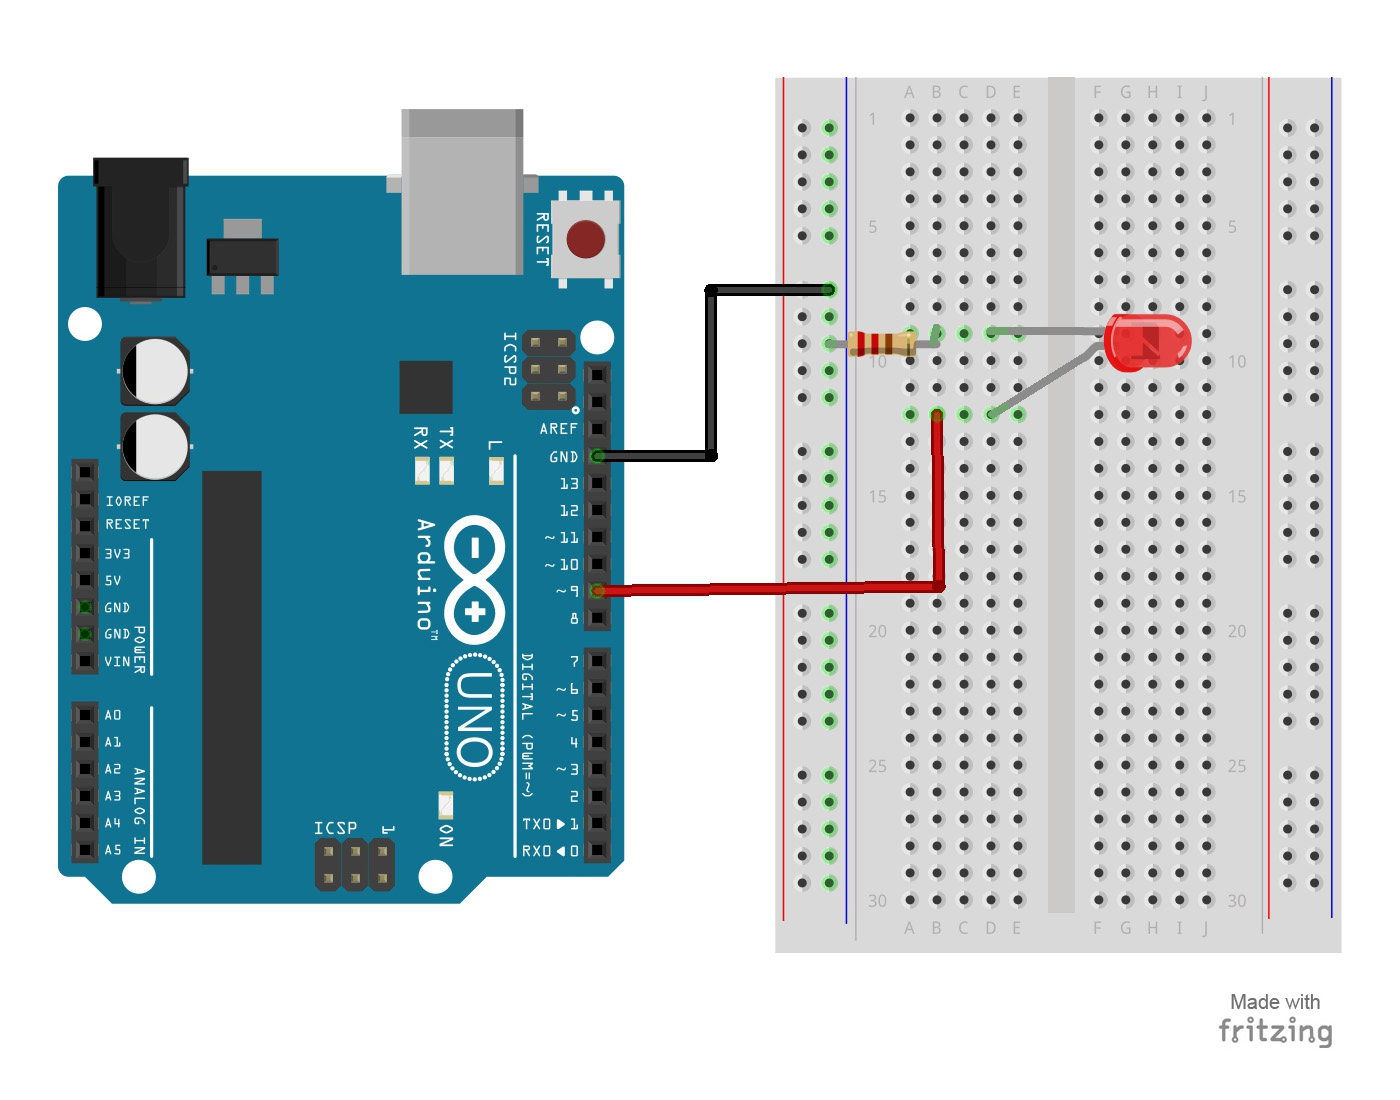 RESET
ICSP2
AREF
GND
13
12
~11
~10
~9
8
7
~6
~5
4
~3
2
TX0▶1
RX0◀0
RX
TX
L
Arduino™
UNO
DIGITAL (PWM=~)
IOREF
RESET
3V3
5V
GND
GND
VIN
POWER
A0
A1
A2
A3
A4
A5
ANALOG IN
ICSP
1
ON
A B C D E F G H I J
1 1
5 5
10 10
15 15
20 20
25 25
30 30
A B C D E F G H I J
Made with
fritzing